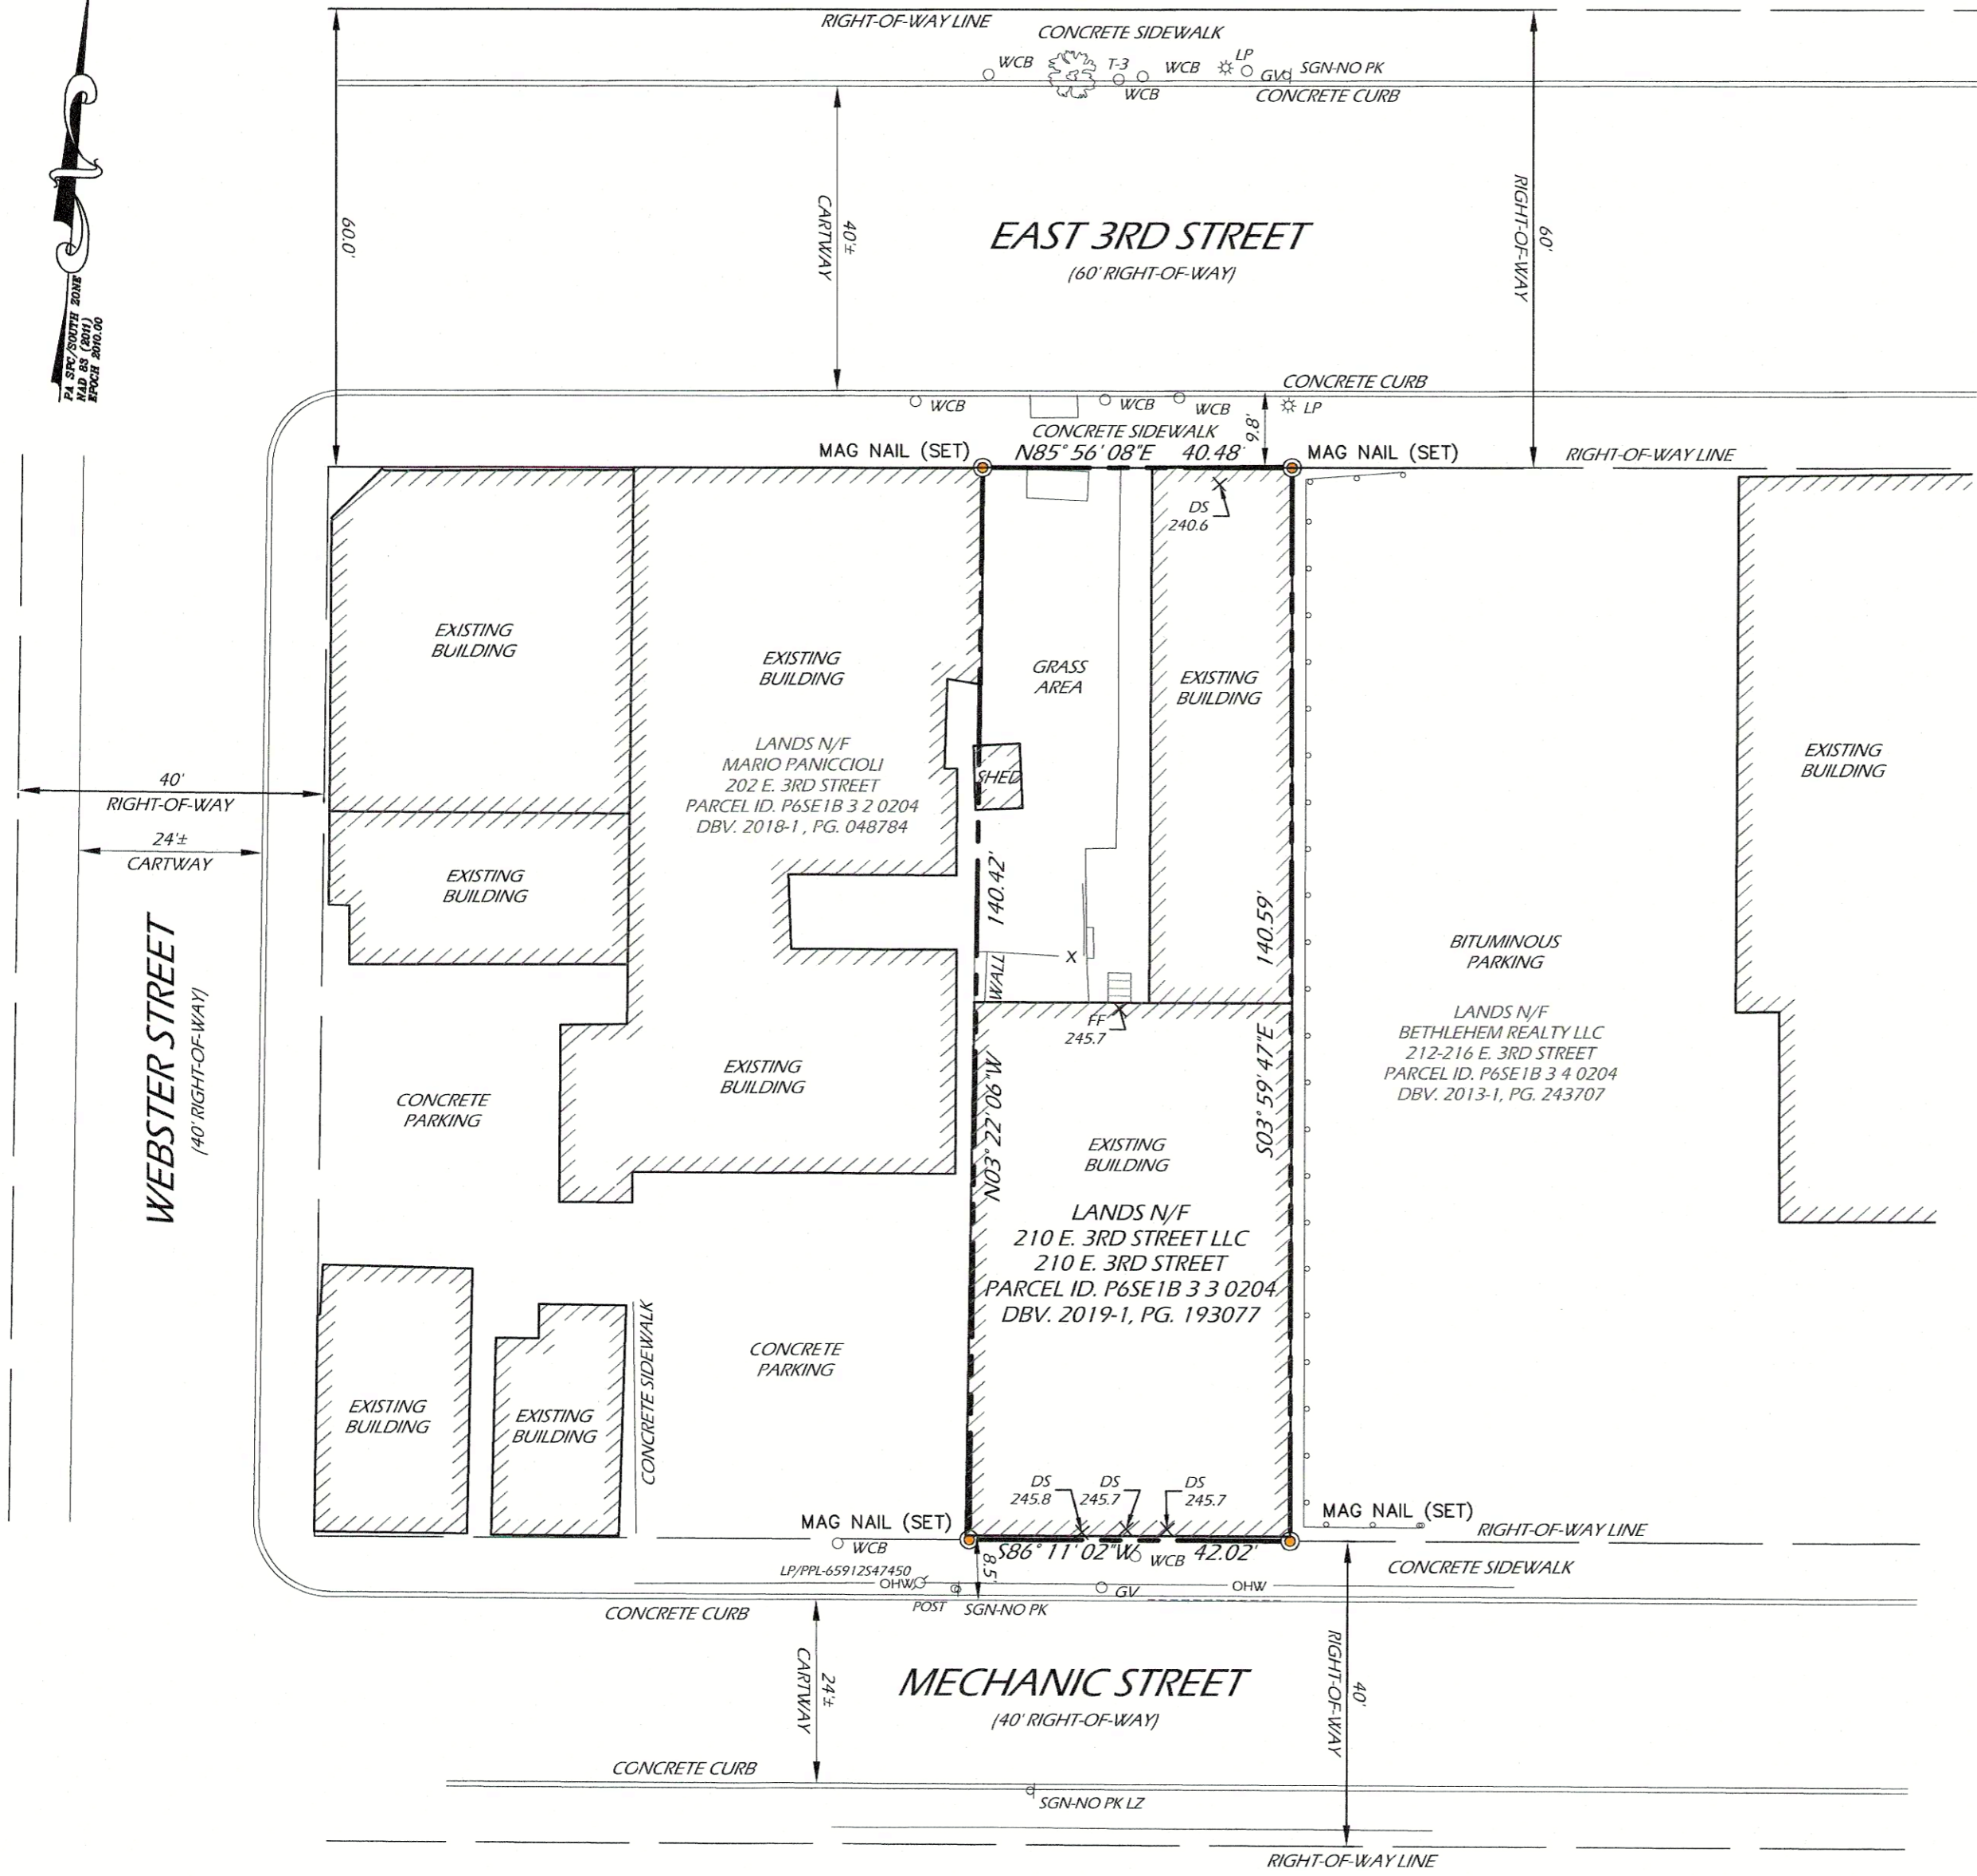 RIGHT-OF-WAY LINE
CONCRETE SIDEWALK
WCB
T-3
WCB
WCB
LP
GV
SGN-NO PK
CONCRETE CURB
PA SPC/SOUTH ZONE
NAD 83 (2011)
EPOCH 2010.00
60.0'
40'±
CARTWAY
EAST 3RD STREET
(60' RIGHT-OF-WAY)
60'
RIGHT-OF-WAY
CONCRETE CURB
WCB
WCB
WCB
LP
CONCRETE SIDEWALK
9.8'
MAG NAIL (SET)
N85° 56' 08"E 40.48'
MAG NAIL (SET)
RIGHT-OF-WAY LINE
DS
240.6
EXISTING
BUILDING
EXISTING
BUILDING
GRASS
AREA
EXISTING
BUILDING
EXISTING
BUILDING
LANDS N/F
MARIO PANICCIOLI
202 E. 3RD STREET
PARCEL ID. P6SE1B 3 2 0204
DBV. 2018-1, PG. 048784
SHED
40'
RIGHT-OF-WAY
24'±
CARTWAY
EXISTING
BUILDING
140.42'
140.59'
WALL
X
FF
245.7
BITUMINOUS
PARKING
LANDS N/F
BETHLEHEM REALTY LLC
212-216 E. 3RD STREET
PARCEL ID. P6SE1B 3 4 0204
DBV. 2013-1, PG. 243707
WEBSTER STREET
(40' RIGHT-OF-WAY)
CONCRETE
PARKING
EXISTING
BUILDING
N03° 22' 06"W
S03° 59' 47"E
EXISTING
BUILDING
LANDS N/F
210 E. 3RD STREET LLC
210 E. 3RD STREET
PARCEL ID. P6SE1B 3 3 0204
DBV. 2019-1, PG. 193077
CONCRETE
PARKING
CONCRETE SIDEWALK
EXISTING
BUILDING
EXISTING
BUILDING
DS
245.8
DS
245.7
DS
245.7
MAG NAIL (SET)
MAG NAIL (SET)
RIGHT-OF-WAY LINE
WCB
S86° 11' 02"W 42.02'
WCB
8.5'
CONCRETE SIDEWALK
LP/PPL-65912S47450
OHW
GV
OHW
POST
SGN-NO PK
CONCRETE CURB
24'±
CARTWAY
MECHANIC STREET
(40' RIGHT-OF-WAY)
40'
RIGHT-OF-WAY
CONCRETE CURB
SGN-NO PK LZ
RIGHT-OF-WAY LINE